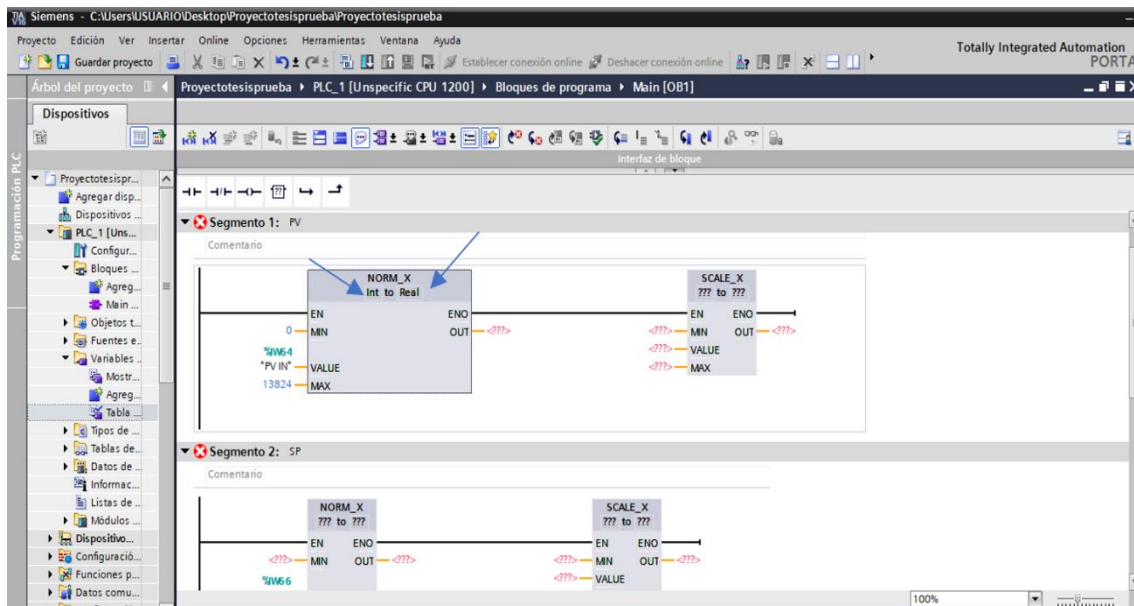 Siemens - C:\Users\USUARIO\Desktop\Proyectotesisprueba\Proyectotesisprueba
Proyecto Edición Ver Insertar Online Opciones Herramientas Ventana Ayuda
Totally Integrated Automation
PORTA
Guardar proyecto
Establecer conexión online
Deshacer conexión online
Árbol del proyecto
Proyectotesisprueba PLC_1 [Unspecific CPU 1200] Bloques de programa Main [OB1]
Dispositivos
Interfaz de bloque
Programación PLC
Proyectotesispr...
Agregar disp...
Dispositivos ...
PLC_1 [Uns...
Configur...
Bloques ...
Agreg...
Main ...
Objetos t...
Fuentes e...
Variables ...
Mostr...
Agreg...
Tabla ...
Tipos de ...
Tablas de...
Datos de ...
Informac...
Listas de ...
Módulos ...
Dispositivo...
Configuració...
Funciones p...
Datos comu...
??
Segmento 1: PV
Comentario
NORM_X
Int to Real
EN ENO
0 MIN OUT <???>
%IW64
"PV IN" VALUE
13824 MAX
SCALE_X
??? to ???
EN ENO
<???> MIN OUT <???>
<???> VALUE
<???> MAX
Segmento 2: SP
Comentario
NORM_X
??? to ???
EN ENO
<???> MIN OUT <???>
%IW66
SCALE_X
??? to ???
EN ENO
<???> MIN OUT <???>
<???> VALUE
100%